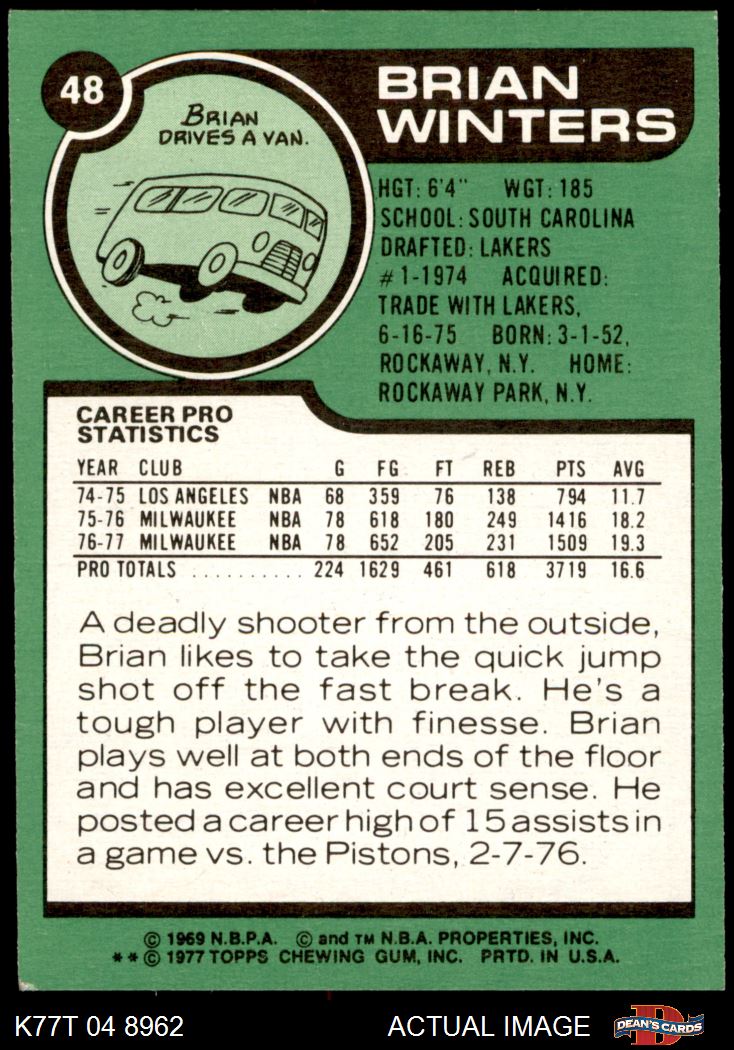 48
BRIAN
DRIVES A VAN.
BRIAN
WINTERS
HGT: 6'4" WGT: 185
SCHOOL: SOUTH CAROLINA
DRAFTED: LAKERS
#1-1974 ACQUIRED:
TRADE WITH LAKERS,
6-16-75 BORN: 3-1-52,
ROCKAWAY, N.Y. HOME:
ROCKAWAY PARK, N.Y.
CAREER PRO
STATISTICS
YEAR CLUB G FG FT REB PTS AVG
74-75 LOS ANGELES NBA 68 359 76 138 794 11.7
75-76 MILWAUKEE NBA 78 618 180 249 1416 18.2
76-77 MILWAUKEE NBA 78 652 205 231 1509 19.3
PRO TOTALS .......... 224 1629 461 618 3719 16.6
A deadly shooter from the outside,
Brian likes to take the quick jump
shot off the fast break. He's a
tough player with finesse. Brian
plays well at both ends of the floor
and has excellent court sense. He
posted a career high of 15 assists in
a game vs. the Pistons, 2-7-76.
© 1969 N.B.P.A. © and TM N.B.A. PROPERTIES, INC.
** © 1977 TOPPS CHEWING GUM, INC. PRTD. IN U.S.A.
K77T 04 8962 ACTUAL IMAGE D DEAN'S CARDS